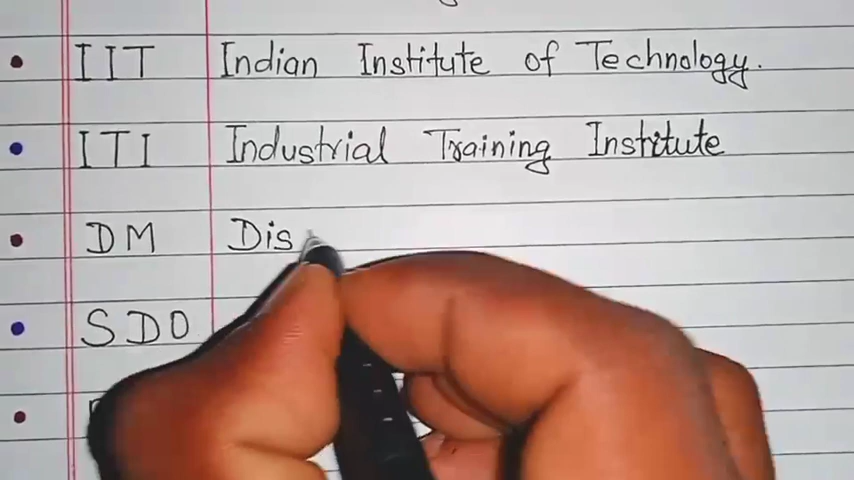 IIT Indian Institute of Technology.
ITI Industrial Training Institute
DM Dis
SDO